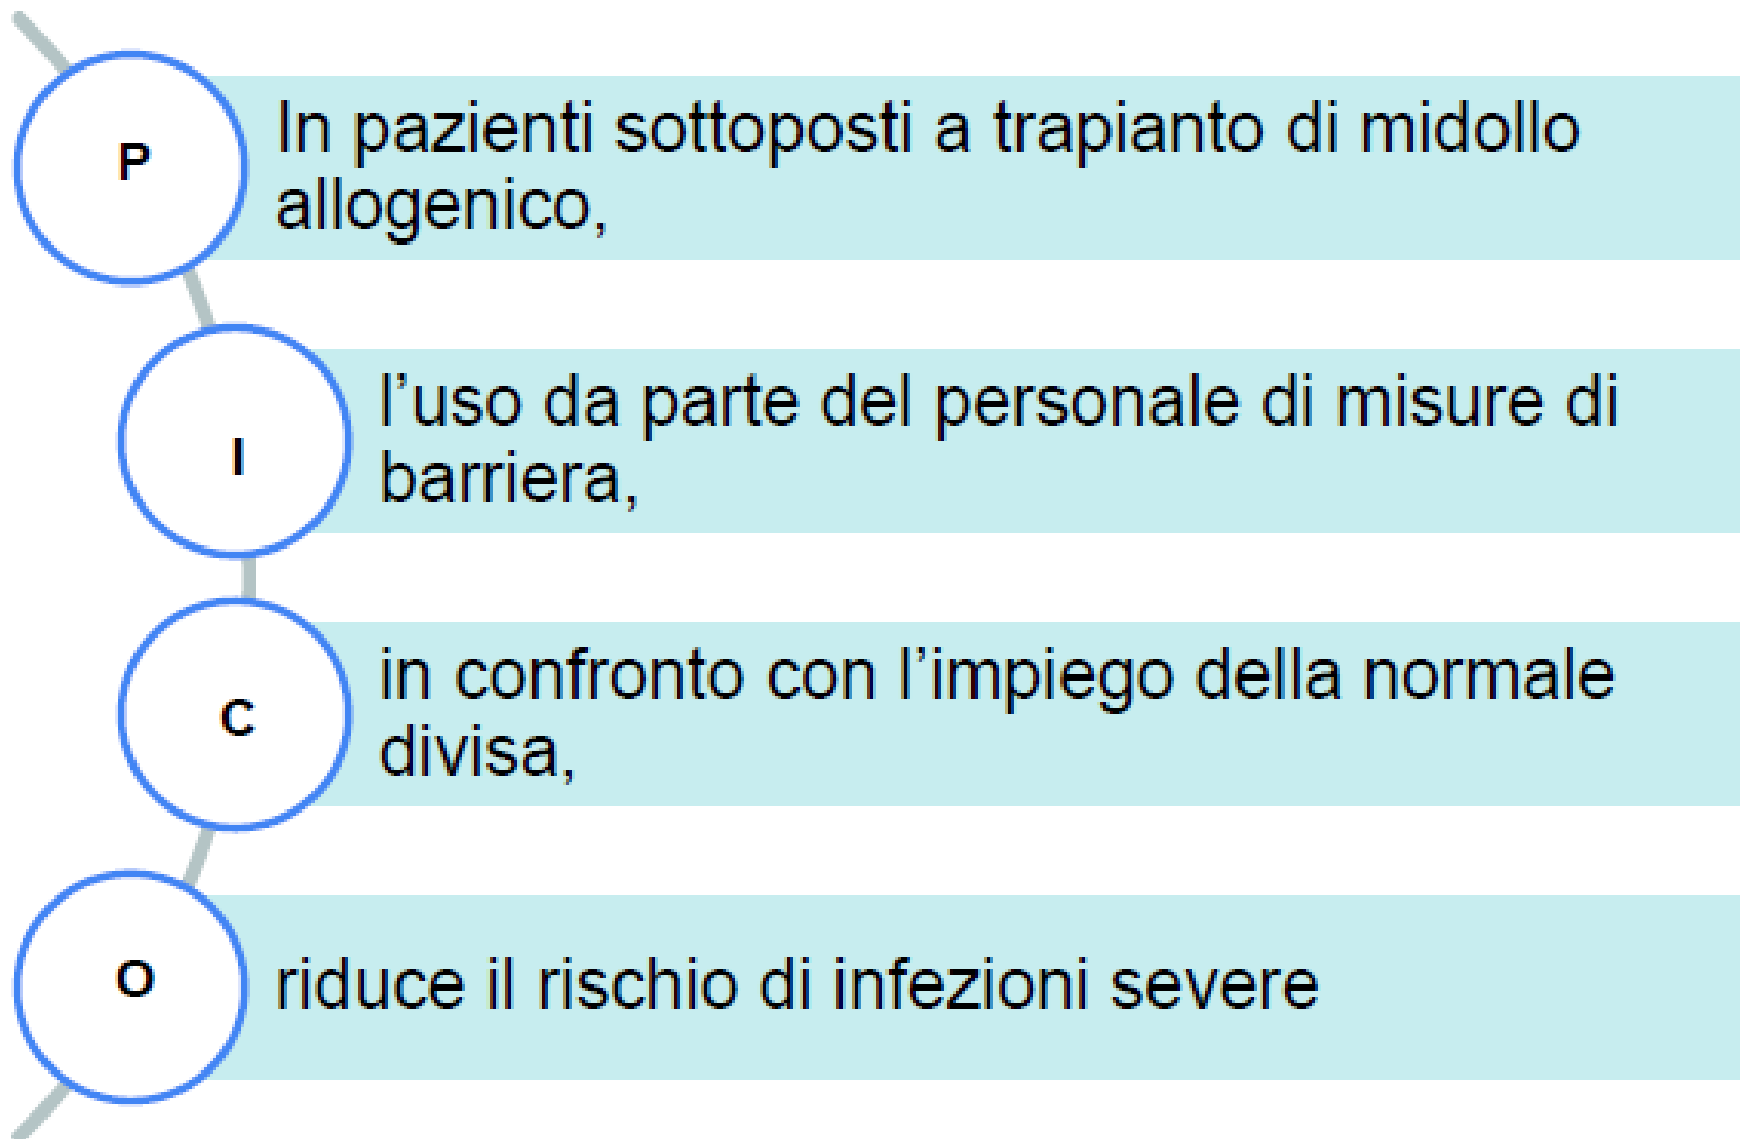 P
In pazienti sottoposti a trapianto di midollo
allogenico,
I
l’uso da parte del personale di misure di
barriera,
C
in confronto con l’impiego della normale
divisa,
O
riduce il rischio di infezioni severe